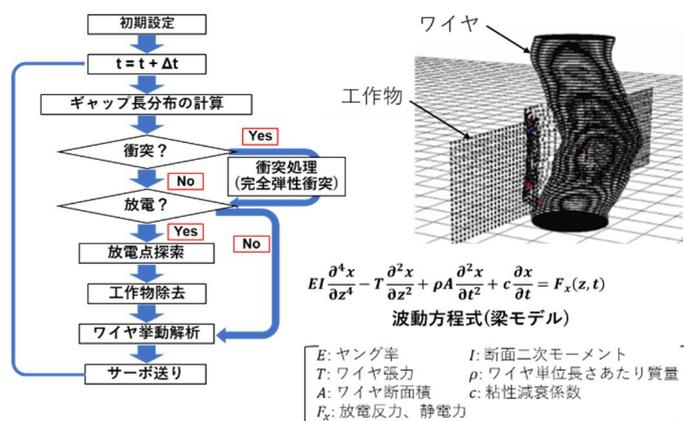 初期設定
t = t + Δt
ギャップ長分布の計算
衝突？
Yes
衝突処理
(完全弾性衝突)
No
放電？
Yes
No
放電点探索
工作物除去
ワイヤ挙動解析
サーボ送り
ワイヤ
工作物
EI ∂⁴x/∂z⁴ − T ∂²x/∂z² + ρA ∂²x/∂t² + c ∂x/∂t = Fₓ(z, t)
波動方程式(梁モデル)
E: ヤング率 I: 断面二次モーメント
T: ワイヤ張力 ρ: ワイヤ単位長さあたり質量
A: ワイヤ断面積 c: 粘性減衰係数
Fₓ: 放電反力、静電力